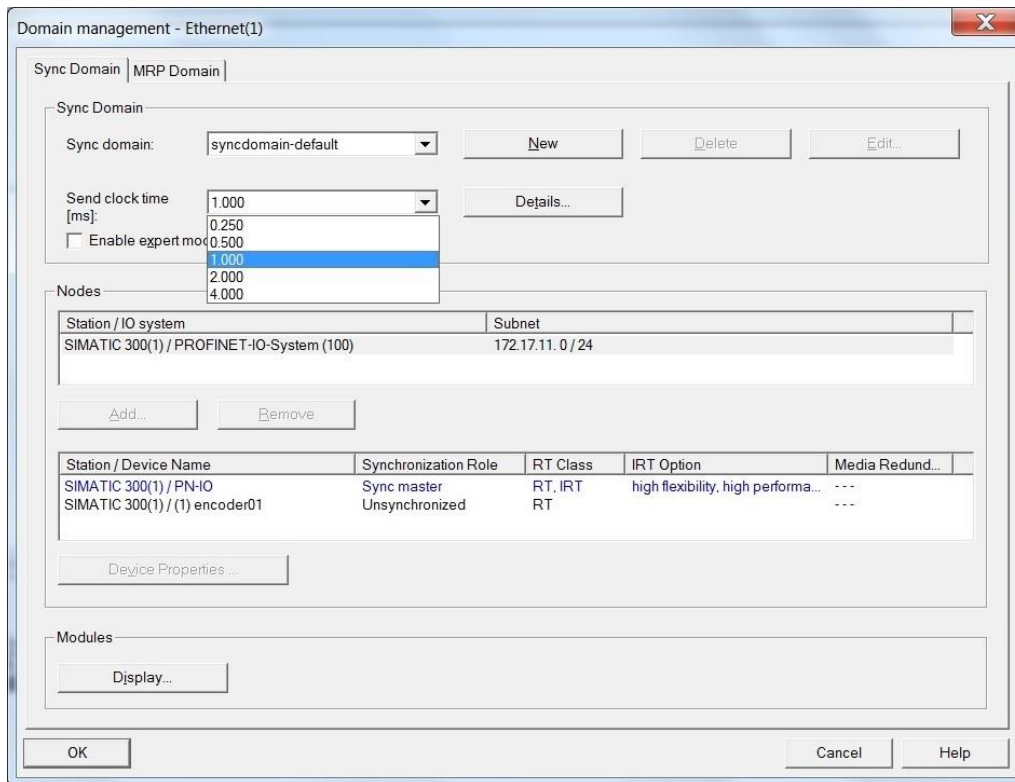 Domain management - Ethernet(1)
Sync Domain MRP Domain
Sync Domain
Sync domain: syncdomain-default New Delete Edit...
Send clock time [ms]: 1.000 Details...
0.250
Enable expert mod 0.500
1.000
2.000
4.000
Nodes
Station / IO system Subnet
SIMATIC 300(1) / PROFINET-IO-System (100) 172.17.11. 0 / 24
Add... Remove
Station / Device Name Synchronization Role RT Class IRT Option Media Redund...
SIMATIC 300(1) / PN-IO Sync master RT, IRT high flexibility, high performa... - - -
SIMATIC 300(1) / (1) encoder01 Unsynchronized RT - - -
Device Properties ...
Modules
Display...
OK Cancel Help